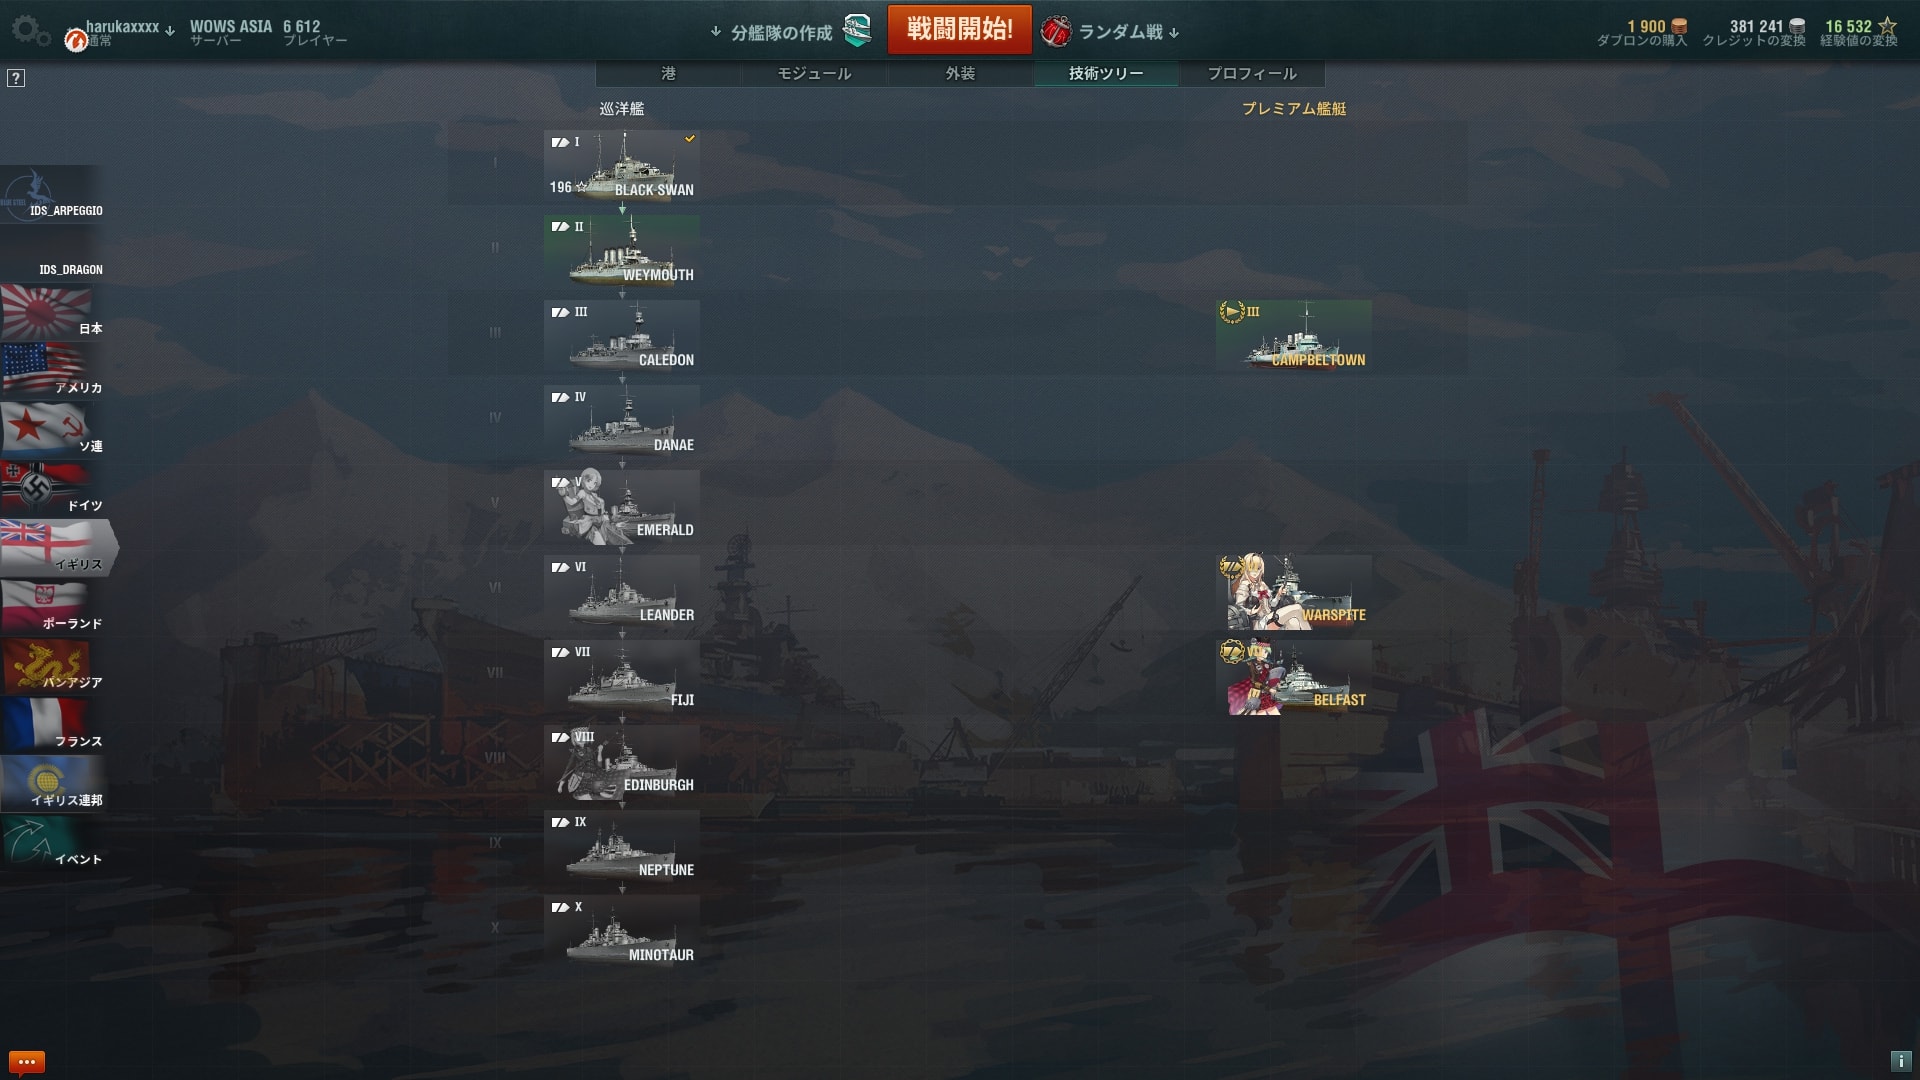 harukaxxxx
通常
WOWS ASIA
サーバー
6 612
プレイヤー
分艦隊の作成
戦闘開始!
ランダム戦
1 900
ダブロンの購入
381 241
クレジットの変換
16 532
経験値の変換
?
港
モジュール
外装
技術ツリー
プロフィール
巡洋艦
プレミアム艦艇
I
I
196
BLACK SWAN
II
II
WEYMOUTH
III
III
CALEDON
III
CAMPBELTOWN
IV
IV
DANAE
V
V
EMERALD
VI
VI
LEANDER
WARSPITE
VII
VII
FIJI
BELFAST
VIII
VIII
EDINBURGH
IX
IX
NEPTUNE
X
X
MINOTAUR
IDS_ARPEGGIO
IDS_DRAGON
日本
アメリカ
ソ連
ドイツ
イギリス
ポーランド
パンアジア
フランス
イギリス連邦
イベント
i